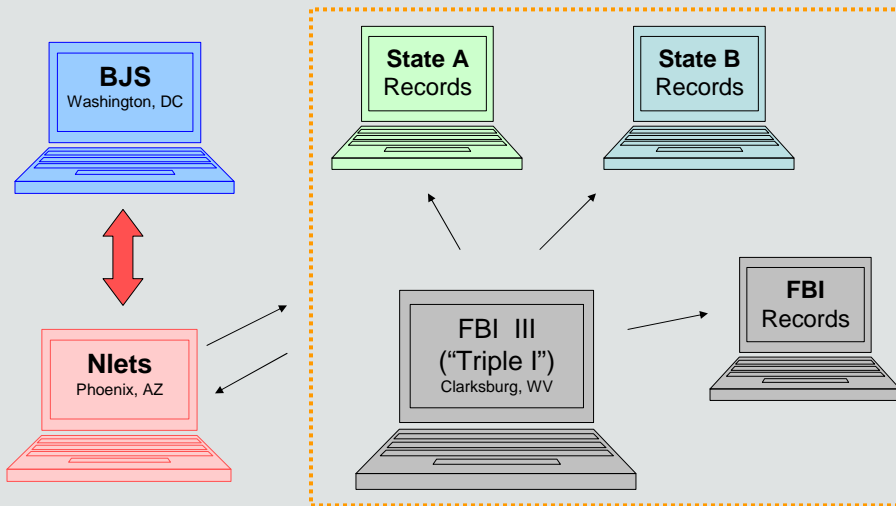 BJS
Washington, DC
State A
Records
State B
Records
Nlets
Phoenix, AZ
FBI III
(“Triple I”)
Clarksburg, WV
FBI
Records